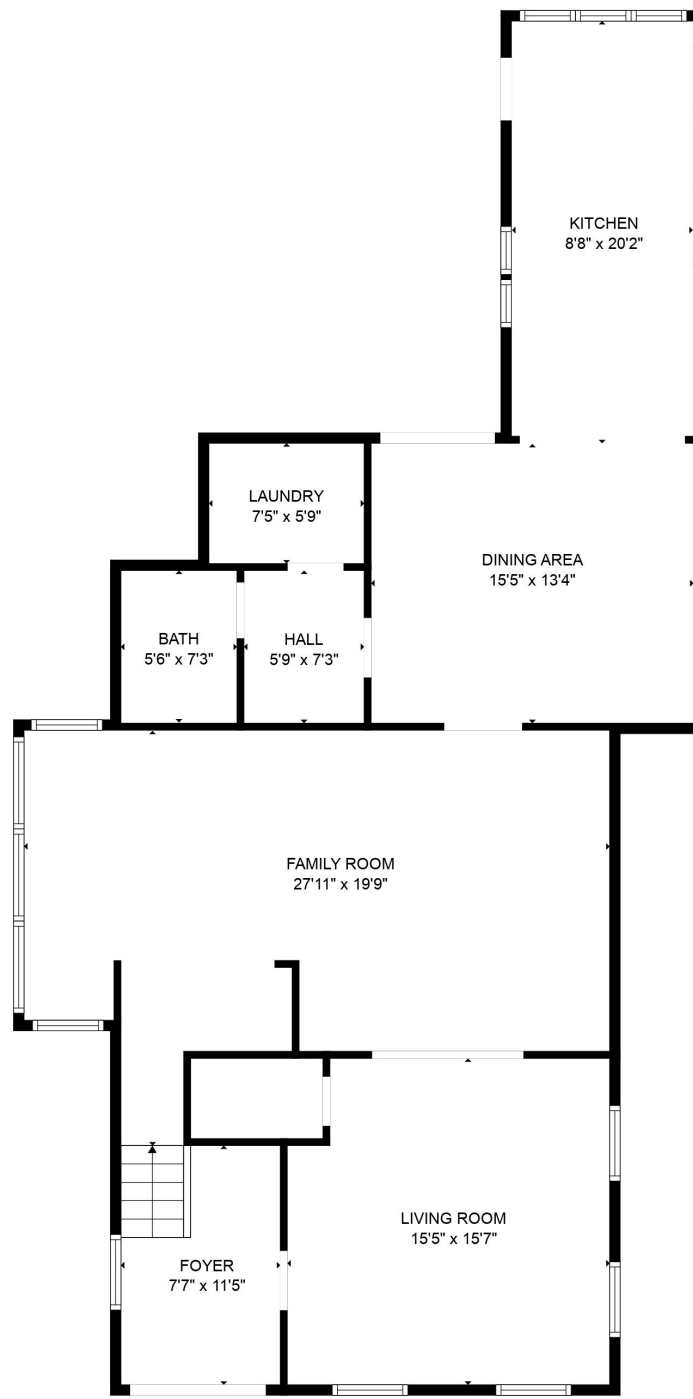 KITCHEN
8'8" x 20'2"
LAUNDRY
7'5" x 5'9"
DINING AREA
15'5" x 13'4"
BATH
5'6" x 7'3"
HALL
5'9" x 7'3"
FAMILY ROOM
27'11" x 19'9"
LIVING ROOM
15'5" x 15'7"
FOYER
7'7" x 11'5"